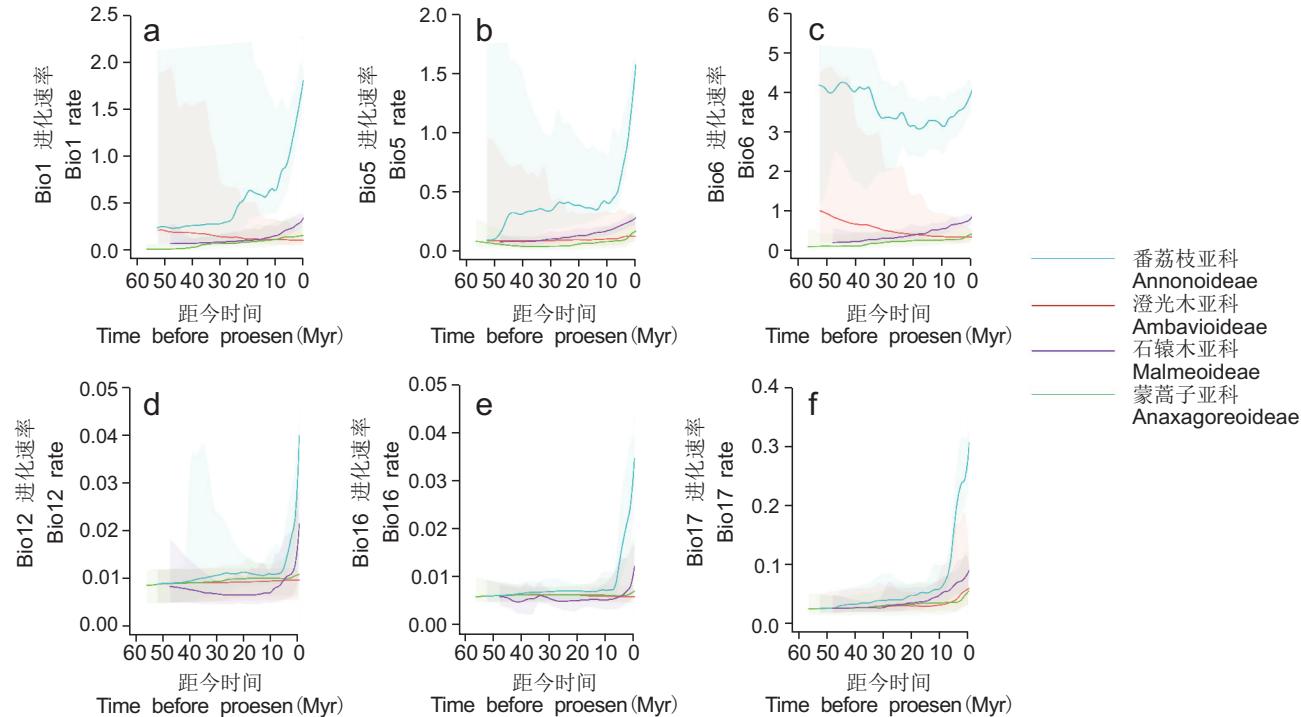 a
2.5
2.0
1.5
1.0
0.5
0.0
Bio1 进化速率
Bio1 rate
60 50 40 30 20 10 0
距今时间
Time before proesen(Myr)
b
2.0
1.5
1.0
0.5
0.0
Bio5 进化速率
Bio5 rate
60 50 40 30 20 10 0
距今时间
Time before proesen(Myr)
c
6
5
4
3
2
1
0
Bio6 进化速率
Bio6 rate
60 50 40 30 20 10 0
距今时间
Time before proesen(Myr)
番荔枝亚科
Annonoideae
澄光木亚科
Ambavioideae
石辕木亚科
Malmeoideae
蒙蒿子亚科
Anaxagoreoideae
d
0.05
0.04
0.03
0.02
0.01
0.00
Bio12 进化速率
Bio12 rate
60 50 40 30 20 10 0
距今时间
Time before proesen(Myr)
e
0.05
0.04
0.03
0.02
0.01
0.00
Bio16 进化速率
Bio16 rate
60 50 40 30 20 10 0
距今时间
Time before proesen(Myr)
f
0.4
0.3
0.2
0.1
0.0
Bio17 进化速率
Bio17 rate
60 50 40 30 20 10 0
距今时间
Time before proesen(Myr)